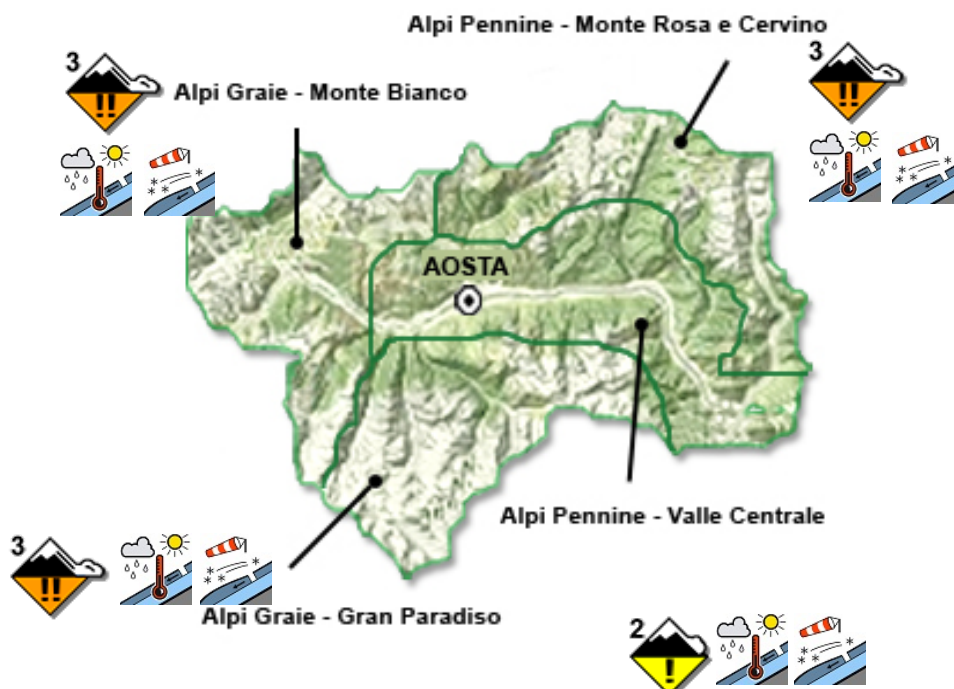 Alpi Pennine - Monte Rosa e Cervino
3
3
Alpi Graie - Monte Bianco
!!
!!
AOSTA
Alpi Pennine - Valle Centrale
3
!!
Alpi Graie - Gran Paradiso
2
!